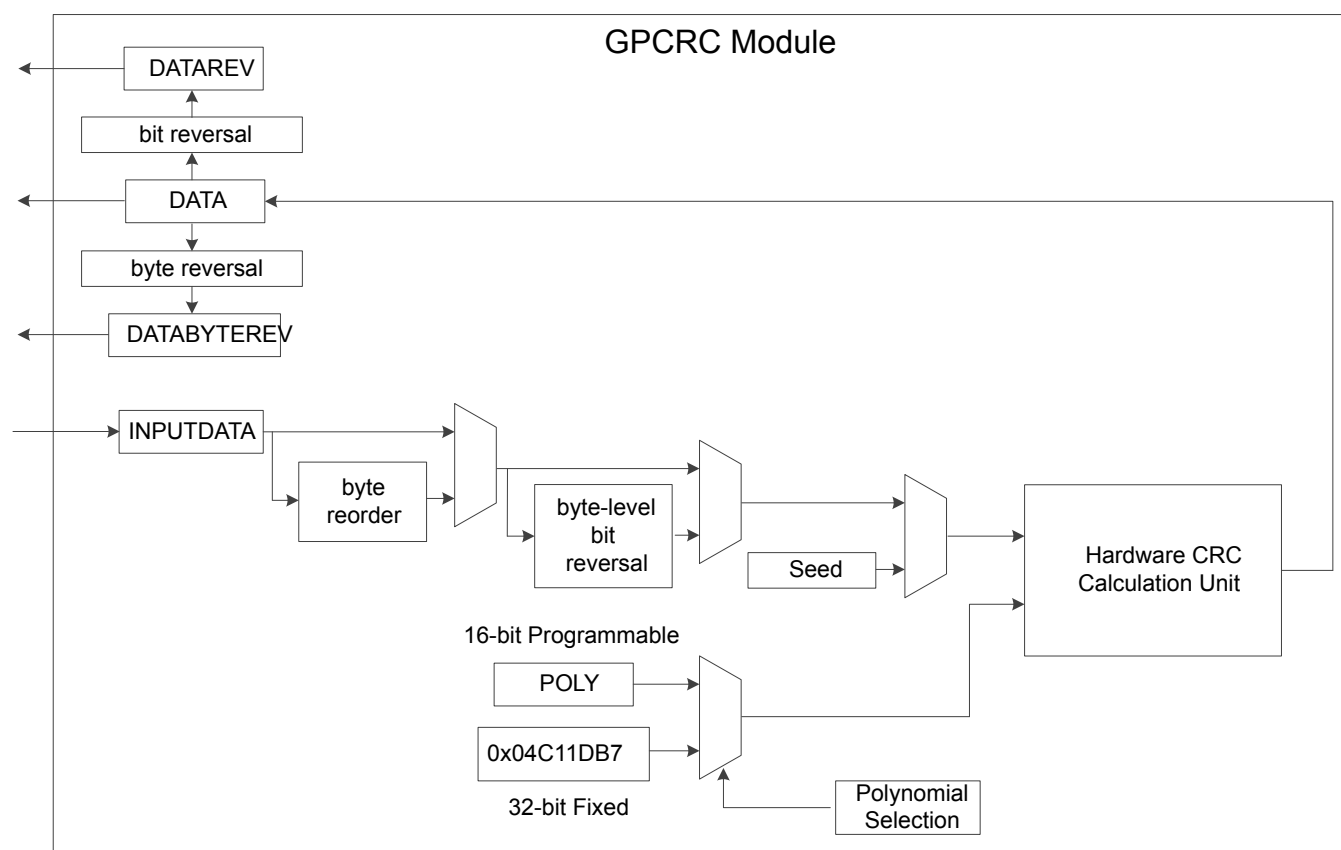 GPCRC Module
DATAREV
bit reversal
DATA
byte reversal
DATABYTEREV
INPUTDATA
byte
reorder
byte-level
bit
reversal
Seed
Hardware CRC
Calculation Unit
16-bit Programmable
POLY
0x04C11DB7
32-bit Fixed
Polynomial
Selection